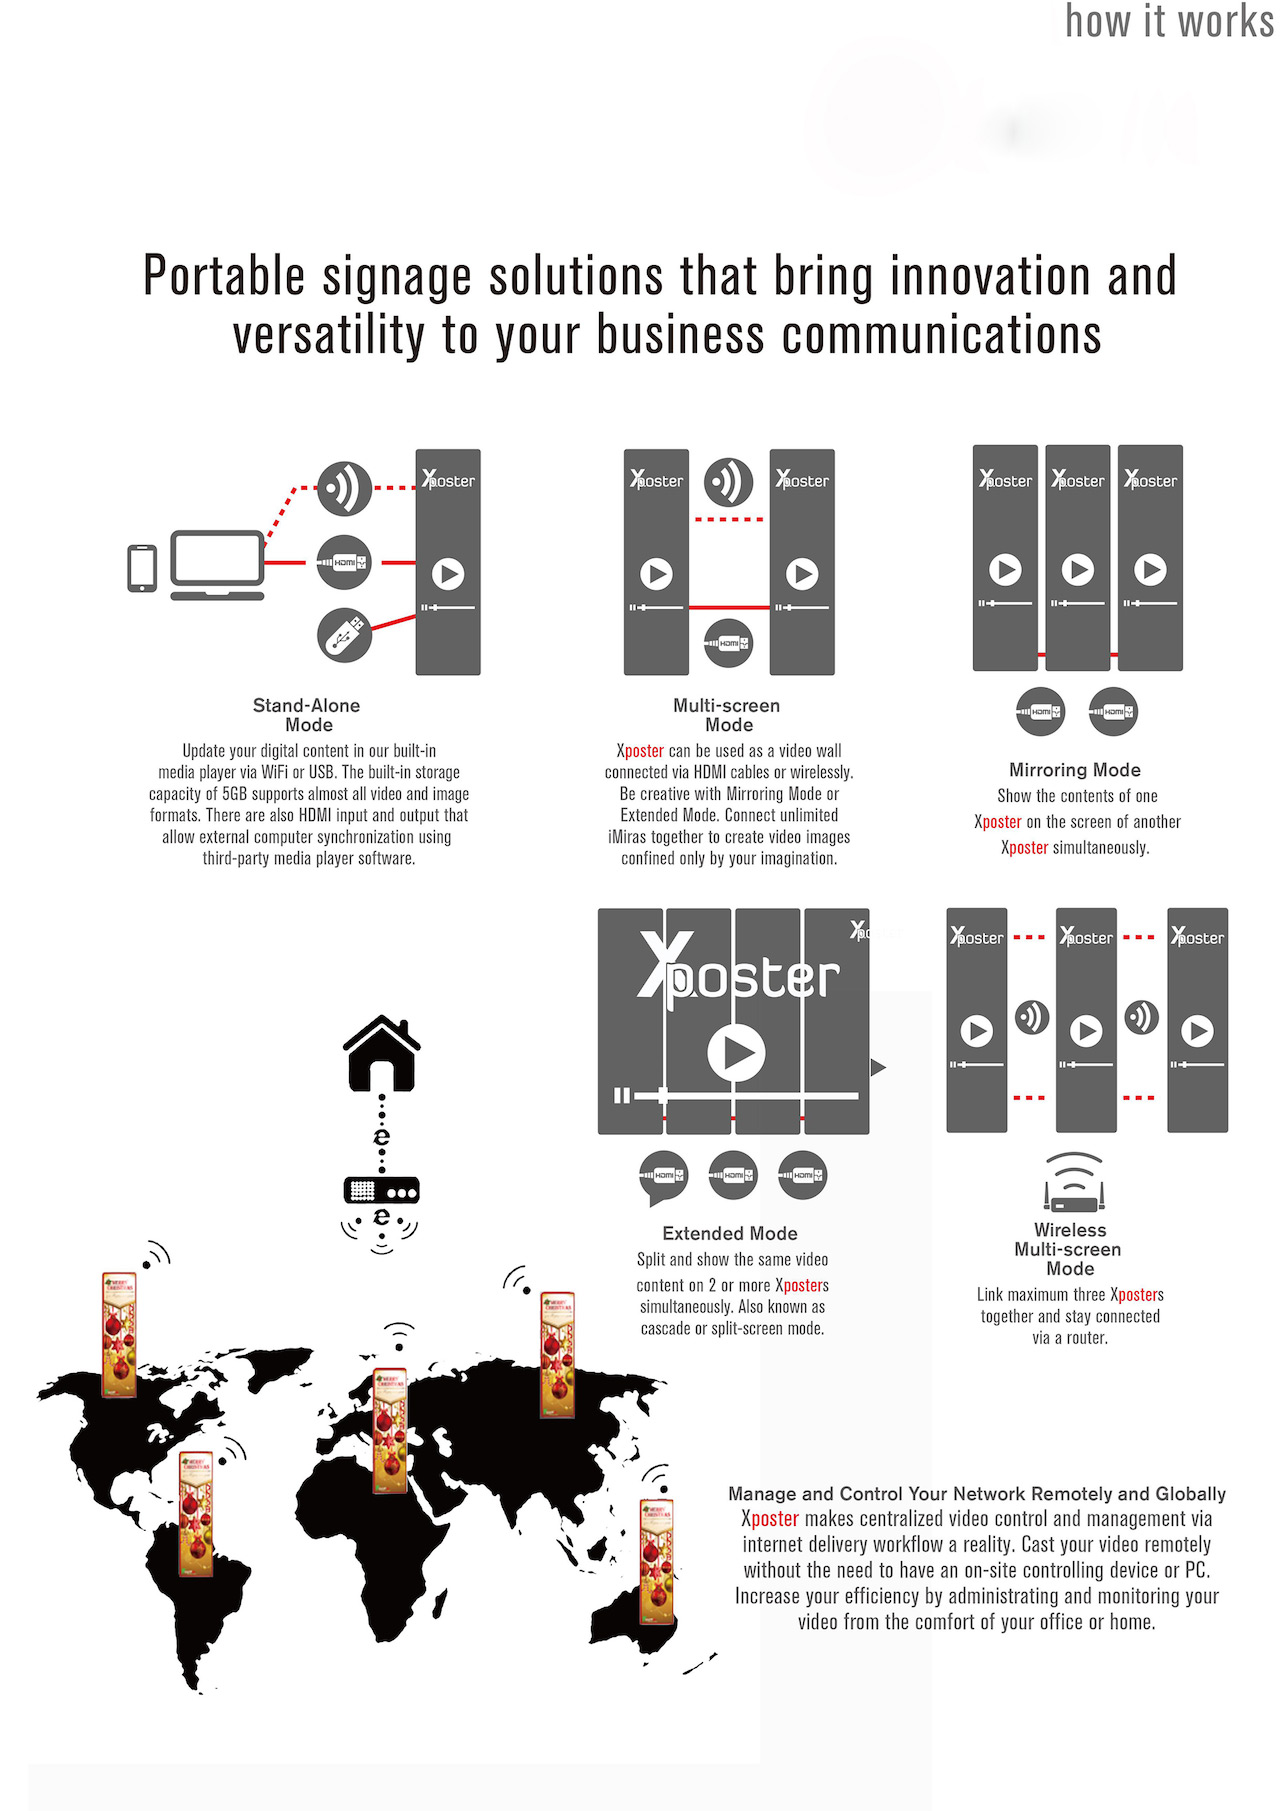 how it works
Portable signage solutions that bring innovation and
versatility to your business communications
Xposter
HDMI
Stand-Alone
Mode
Update your digital content in our built-in
media player via WiFi or USB. The built-in storage
capacity of 5GB supports almost all video and image
formats. There are also HDMI input and output that
allow external computer synchronization using
third-party media player software.
Xposter
Xposter
HDMI
Multi-screen
Mode
Xposter can be used as a video wall
connected via HDMI cables or wirelessly.
Be creative with Mirroring Mode or
Extended Mode. Connect unlimited
iMiras together to create video images
confined only by your imagination.
Xposter
Xposter
Xposter
HDMI
HDMI
Mirroring Mode
Show the contents of one
Xposter on the screen of another
Xposter simultaneously.
Xposter
Xposter
HDMI
HDMI
HDMI
Extended Mode
Split and show the same video
content on 2 or more Xposters
simultaneously. Also known as
cascade or split-screen mode.
Xposter
Xposter
Xposter
Wireless
Multi-screen
Mode
Link maximum three Xposters
together and stay connected
via a router.
e
e
MERRY
CHRISTMAS
MERRY
CHRISTMAS
MERRY
CHRISTMAS
MERRY
CHRISTMAS
MERRY
CHRISTMAS
Manage and Control Your Network Remotely and Globally
Xposter makes centralized video control and management via
internet delivery workflow a reality. Cast your video remotely
without the need to have an on-site controlling device or PC.
Increase your efficiency by administrating and monitoring your
video from the comfort of your office or home.